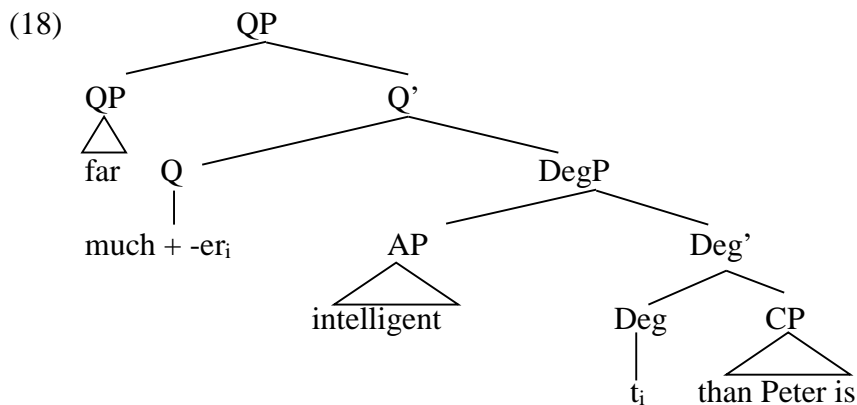 (18) QP
QP Q’
far Q DegP
much + -erᵢ AP Deg’
intelligent Deg CP
tᵢ than Peter is